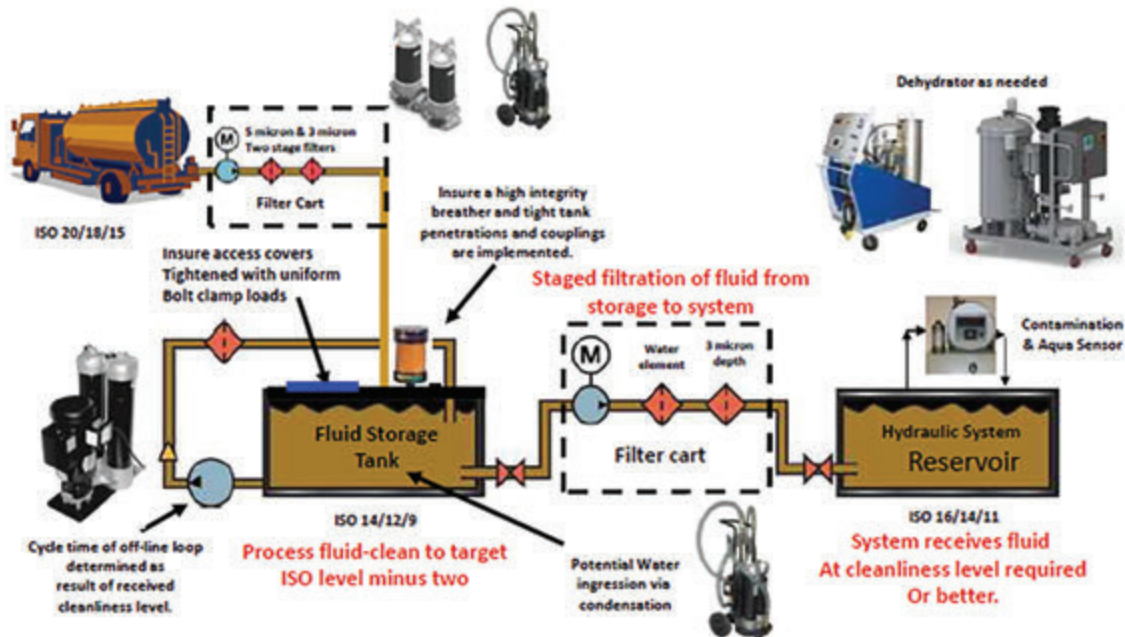 Dehydrator as needed
M
5 micron & 3 micron
Two stage filters
Filter Cart
ISO 20/18/15
Insure a high integrity
breather and tight tank
penetrations and couplings
are implemented.
Insure access covers
Tightened with uniform
Bolt clamp loads
Staged filtration of fluid from
storage to system
M
Water
element
3 micron
depth
Filter cart
Contamination
& Aqua Sensor
Fluid Storage
Tank
Hydraulic System
Reservoir
ISO 14/12/9
Process fluid-clean to target
ISO level minus two
Cycle time of off-line loop
determined as
result of received
cleanliness level.
Potential Water
ingression via
condensation
ISO 16/14/11
System receives fluid
At cleanliness level required
Or better.